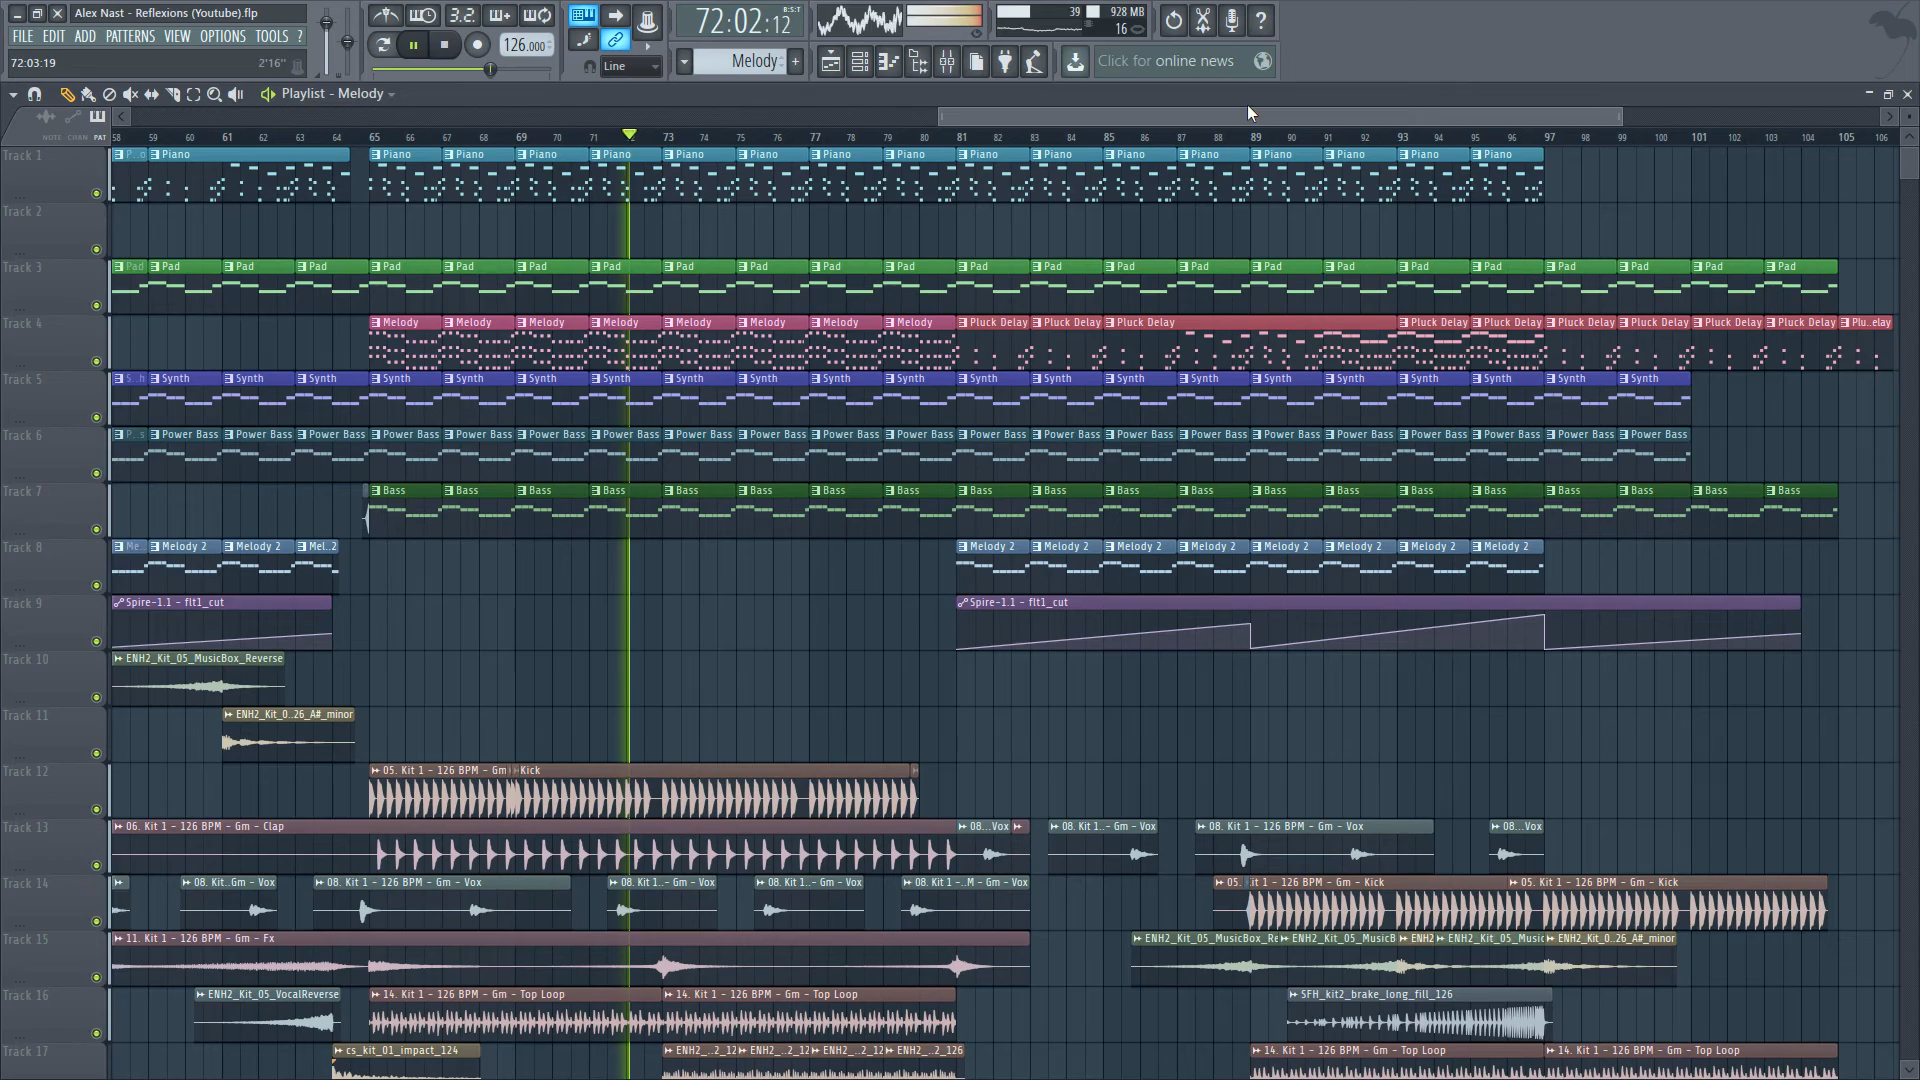 Alex Nast - Reflexions (Youtube).flp
FILE EDIT ADD PATTERNS VIEW OPTIONS TOOLS ?
72:03:19 2'16"
3.2.
126.000
Line
72:02:12 B:S:T
Melody +
39 928 MB
16
Click for online news
Playlist - Melody
NOTE CHAN PAT
58 59 60 61 62 63 64 65 66 67 68 69 70 71 73 74 75 76 77 78 79 80 81 82 83 84 85 86 87 88 89 90 91 92 93 94 95 96 97 98 99 100 101 102 103 104 105 106
Track 1 P..o Piano Piano Piano Piano Piano Piano Piano Piano Piano Piano Piano Piano Piano Piano Piano Piano Piano
Track 2
Track 3 Pad Pad Pad Pad Pad Pad Pad Pad Pad Pad Pad Pad Pad Pad Pad Pad Pad Pad Pad Pad Pad Pad Pad Pad
Track 4 Melody Melody Melody Melody Melody Melody Melody Melody Pluck Delay Pluck Delay Pluck Delay Pluck Delay Pluck Delay Pluck Delay Pluck Delay Pluck Delay Pluck Delay Plu..elay
Track 5 S..h Synth Synth Synth Synth Synth Synth Synth Synth Synth Synth Synth Synth Synth Synth Synth Synth Synth Synth Synth Synth Synth
Track 6 P..s Power Bass Power Bass Power Bass Power Bass Power Bass Power Bass Power Bass Power Bass Power Bass Power Bass Power Bass Power Bass Power Bass Power Bass Power Bass Power Bass Power Bass Power Bass Power Bass Power Bass Power Bass
Track 7 Bass Bass Bass Bass Bass Bass Bass Bass Bass Bass Bass Bass Bass Bass Bass Bass Bass Bass Bass Bass
Track 8 Me.. Melody 2 Melody 2 Mel..2 Melody 2 Melody 2 Melody 2 Melody 2 Melody 2 Melody 2 Melody 2 Melody 2
Track 9 Spire-1.1 - flt1_cut Spire-1.1 - flt1_cut
Track 10 ENH2_Kit_05_MusicBox_Reverse
Track 11 ENH2_Kit_0..26_A#_minor
Track 12 05. Kit 1 - 126 BPM - Gm Kick
Track 13 06. Kit 1 - 126 BPM - Gm - Clap 08...Vox 08. Kit 1..- Gm - Vox 08. Kit 1 - 126 BPM - Gm - Vox 08...Vox
Track 14 08. Kit..Gm - Vox 08. Kit 1 - 126 BPM - Gm - Vox 08. Kit 1..- Gm - Vox 08. Kit 1..- Gm - Vox 08. Kit 1 -..M - Gm - Vox 05. it 1 - 126 BPM - Gm - Kick 05. Kit 1 - 126 BPM - Gm - Kick
Track 15 11. Kit 1 - 126 BPM - Gm - Fx ENH2_Kit_05_MusicBox_Re ENH2_Kit_05_MusicB ENH2 ENH2_Kit_05_Music ENH2_Kit_0..26_A#_minor
Track 16 ENH2_Kit_05_VocalReverse 14. Kit 1 - 126 BPM - Gm - Top Loop 14. Kit 1 - 126 BPM - Gm - Top Loop SFH_kit2_brake_long_fill_126
Track 17 cs_kit_01_impact_124 ENH2_..2_12 ENH2_..2_12 ENH2_..2_12 ENH2_..2_126 14. Kit 1 - 126 BPM - Gm - Top Loop 14. Kit 1 - 126 BPM - Gm - Top Loop